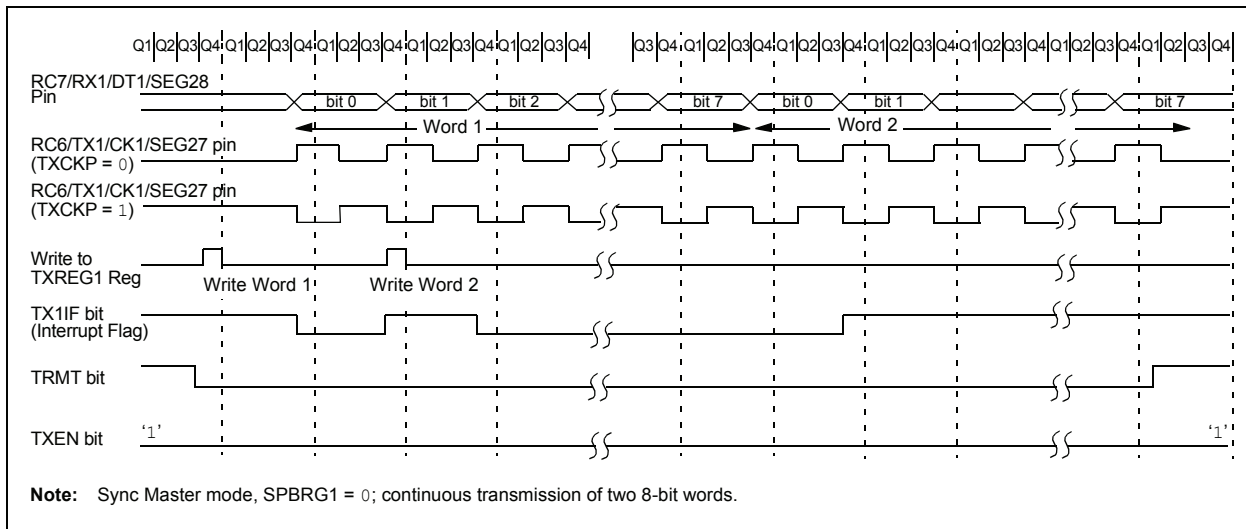 Q1 Q2 Q3 Q4 Q1 Q2 Q3 Q4 Q1 Q2 Q3 Q4 Q1 Q2 Q3 Q4 Q1 Q2 Q3 Q4 Q3 Q4 Q1 Q2 Q3 Q4 Q1 Q2 Q3 Q4 Q1 Q2 Q3 Q4 Q1 Q2 Q3 Q4 Q1 Q2 Q3 Q4 Q1 Q2 Q3 Q4
RC7/RX1/DT1/SEG28
Pin
bit 0 bit 1 bit 2 bit 7 bit 0 bit 1 bit 7
Word 1 Word 2
RC6/TX1/CK1/SEG27 pin
(TXCKP = 0)
RC6/TX1/CK1/SEG27 pin
(TXCKP = 1)
Write to
TXREG1 Reg
Write Word 1 Write Word 2
TX1IF bit
(Interrupt Flag)
TRMT bit
TXEN bit
‘1’ ‘1’
Note: Sync Master mode, SPBRG1 = 0; continuous transmission of two 8-bit words.